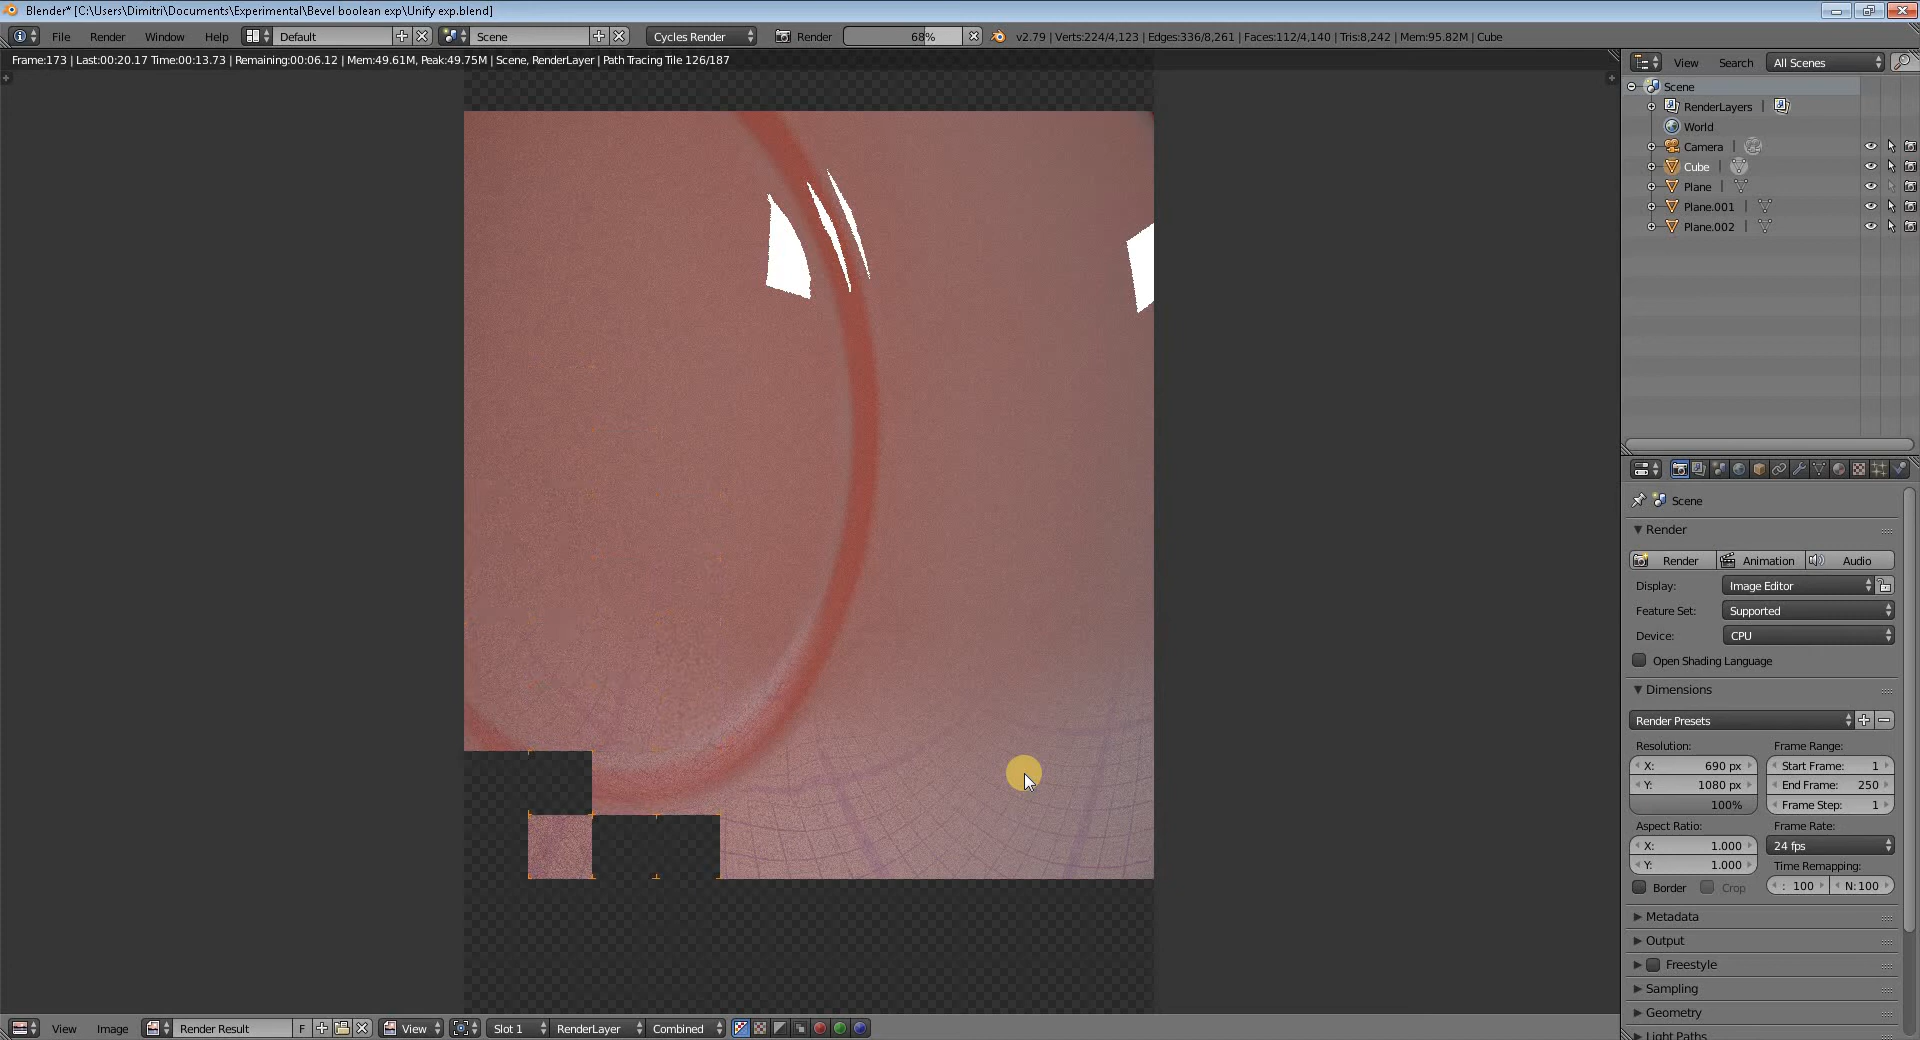 Blender* [C:\Users\Dimitri\Documents\Experimental\Bevel boolean exp\Unify exp.blend]
File Render Window Help Default Scene Cycles Render Render 68% v2.79 | Verts:224/4,123 | Edges:336/8,261 | Faces:112/4,140 | Tris:8,242 | Mem:95.82M | Cube
Frame:173 | Last:00:20.17 Time:00:13.73 | Remaining:00:06.12 | Mem:49.61M, Peak:49.75M | Scene, RenderLayer | Path Tracing Tile 126/187
View Search All Scenes
Scene
RenderLayers
World
Camera
Cube
Plane
Plane.001
Plane.002
Scene
Render
Render Animation Audio
Display: Image Editor
Feature Set: Supported
Device: CPU
Open Shading Language
Dimensions
Render Presets
Resolution: Frame Range:
X: 690 px Start Frame: 1
Y: 1080 px End Frame: 250
100% Frame Step: 1
Aspect Ratio: Frame Rate:
X: 1.000 24 fps
Y: 1.000 Time Remapping:
Border Crop : 100 N:100
Metadata
Output
Freestyle
Sampling
Geometry
Light Paths
View Image Render Result F View Slot 1 RenderLayer Combined